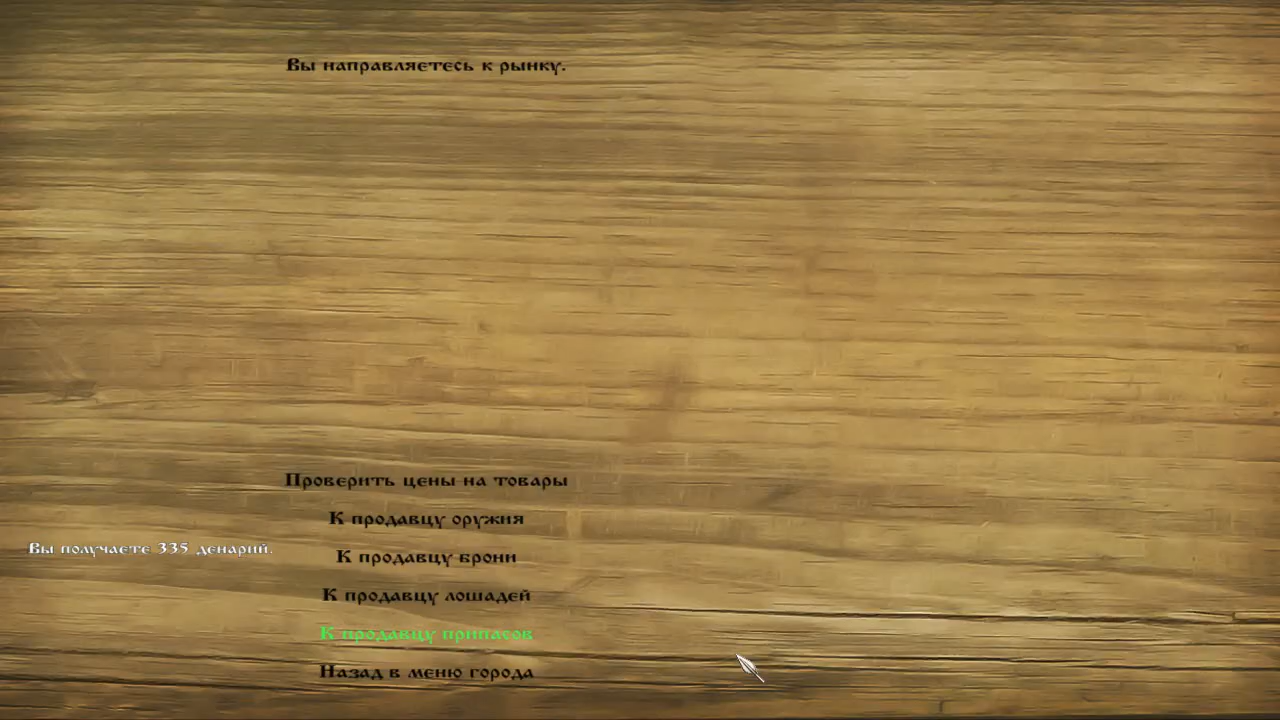 Вы направляетесь к рынку.
Проверить цены на товары
К продавцу оружия
Вы получаете 335 денарий.
К продавцу брони
К продавцу лошадей
К продавцу припасов
Назад в меню города